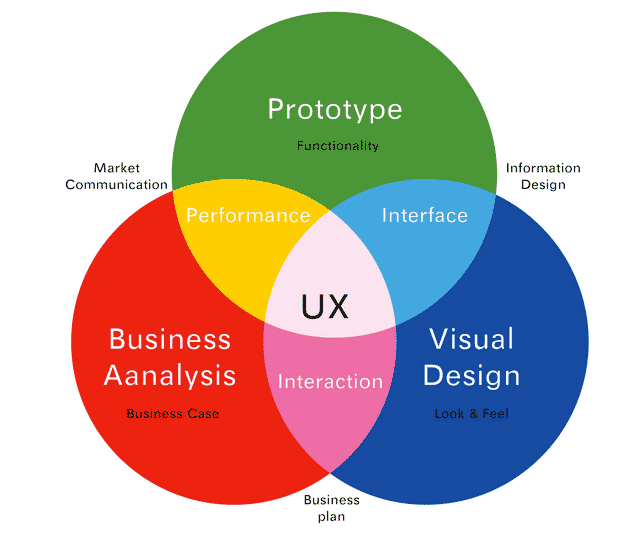 Prototype
Functionality
Market
Communication
Information
Design
Performance
Interface
UX
Business
Aanalysis
Business Case
Visual
Design
Look & Feel
Interaction
Business
plan